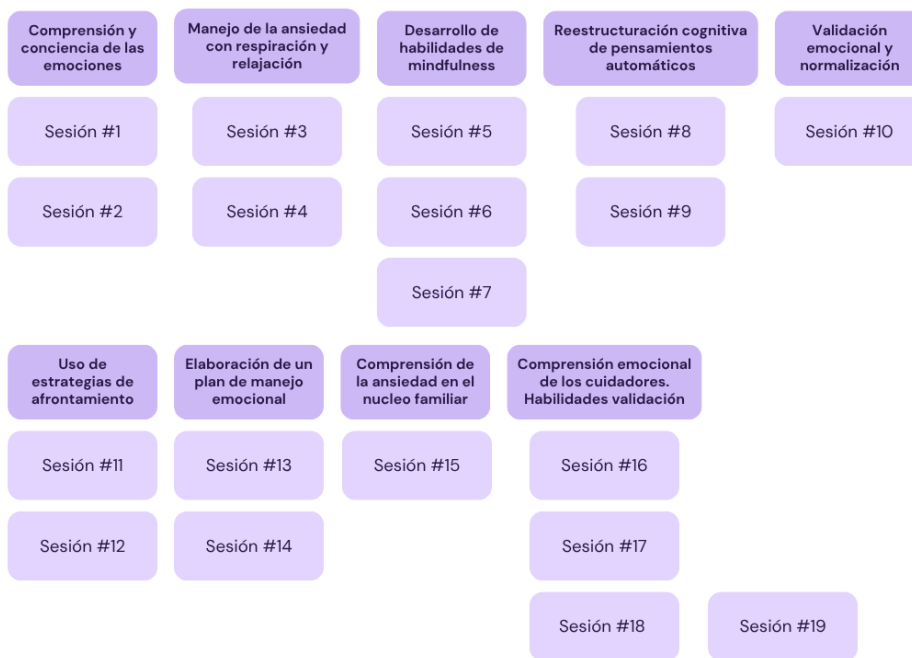 Comprensión y
conciencia de las
emociones
Manejo de la ansiedad
con respiración y
relajación
Desarrollo de
habilidades de
mindfulness
Reestructuración cognitiva
de pensamientos
automáticos
Validación
emocional y
normalización
Sesión #1
Sesión #3
Sesión #5
Sesión #8
Sesión #10
Sesión #2
Sesión #4
Sesión #6
Sesión #9
Sesión #7
Uso de
estrategias de
afrontamiento
Elaboración de un
plan de manejo
emocional
Comprensión de
la ansiedad en el
nucleo familiar
Comprensión emocional
de los cuidadores.
Habilidades validación
Sesión #11
Sesión #13
Sesión #15
Sesión #16
Sesión #12
Sesión #14
Sesión #17
Sesión #18
Sesión #19